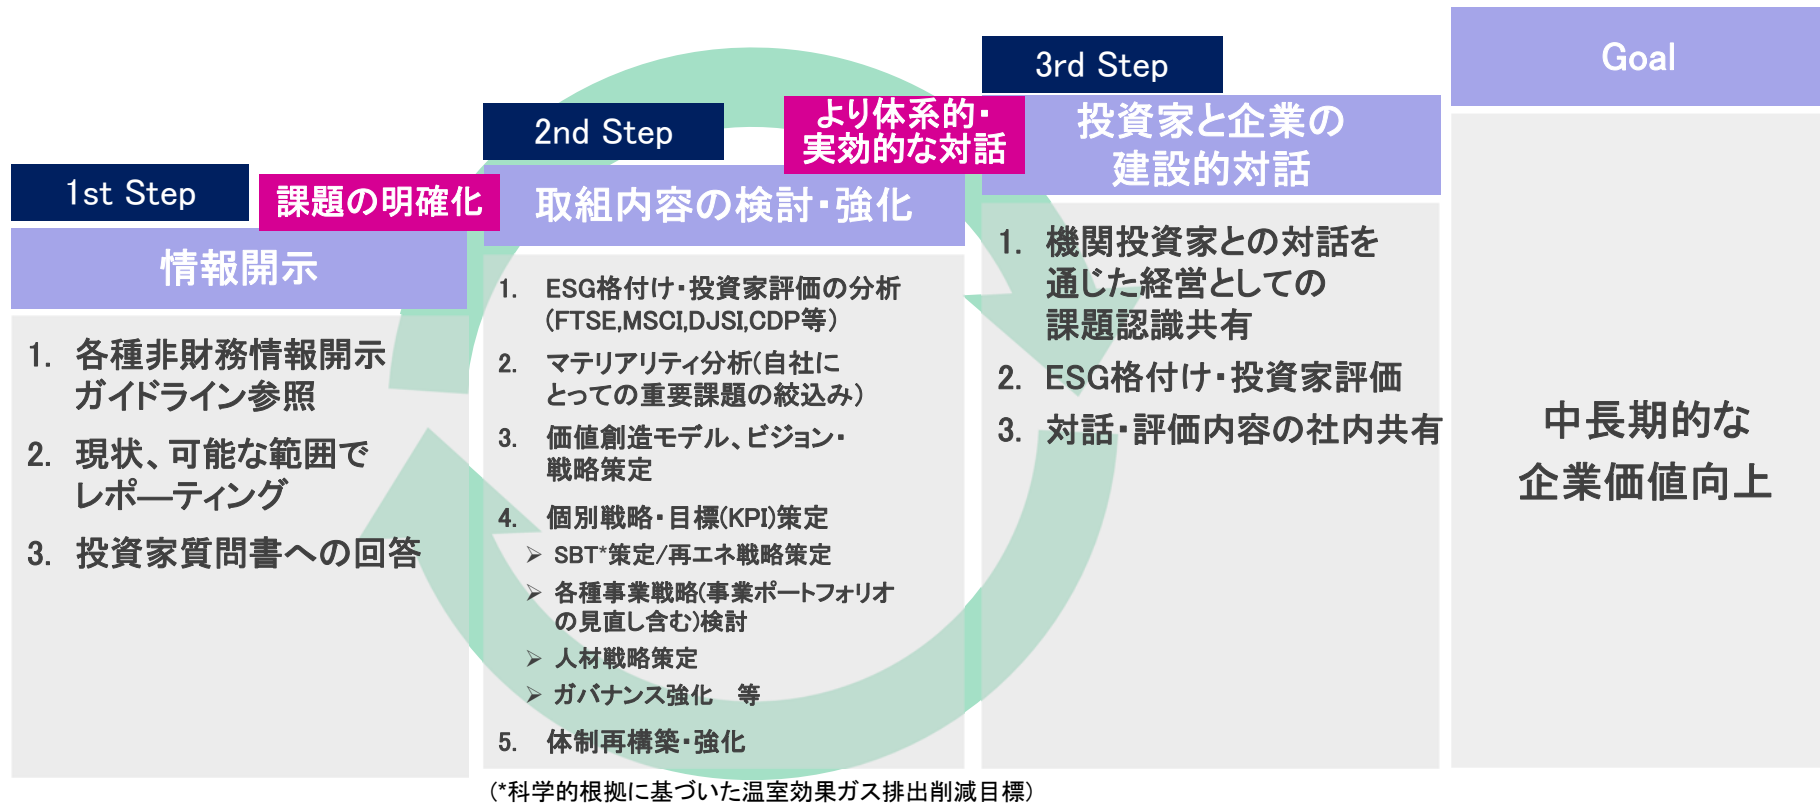 1st Step
情報開示
1. 各種非財務情報開示
ガイドライン参照
2. 現状、可能な範囲で
レポ―ティング
3. 投資家質問書への回答
課題の明確化
2nd Step
取組内容の検討・強化
1. ESG格付け・投資家評価の分析
(FTSE,MSCI,DJSI,CDP等)
2. マテリアリティ分析(自社に
とっての重要課題の絞込み)
3. 価値創造モデル、ビジョン・
戦略策定
4. 個別戦略・目標(KPI)策定
➢ SBT*策定/再エネ戦略策定
➢ 各種事業戦略(事業ポートフォリオ
の見直し含む)検討
➢ 人材戦略策定
➢ ガバナンス強化　等
5. 体制再構築・強化
(*科学的根拠に基づいた温室効果ガス排出削減目標)
より体系的・
実効的な対話
3rd Step
投資家と企業の
建設的対話
1. 機関投資家との対話を
通じた経営としての
課題認識共有
2. ESG格付け・投資家評価
3. 対話・評価内容の社内共有
Goal
中長期的な
企業価値向上